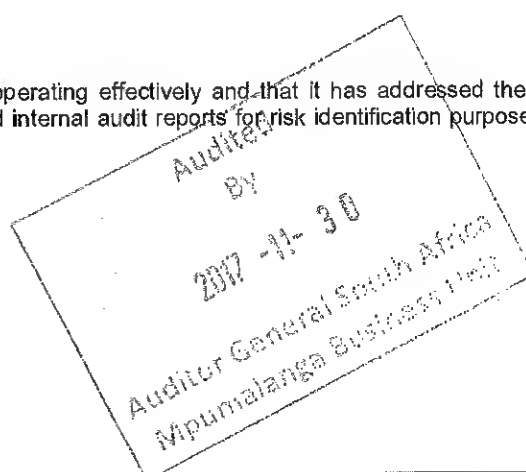 operating effectively and that it has addressed the
internal audit reports for risk identification purpose
Audited
By
2017 -11- 30
Auditor General South Africa
Mpumalanga Business Unit